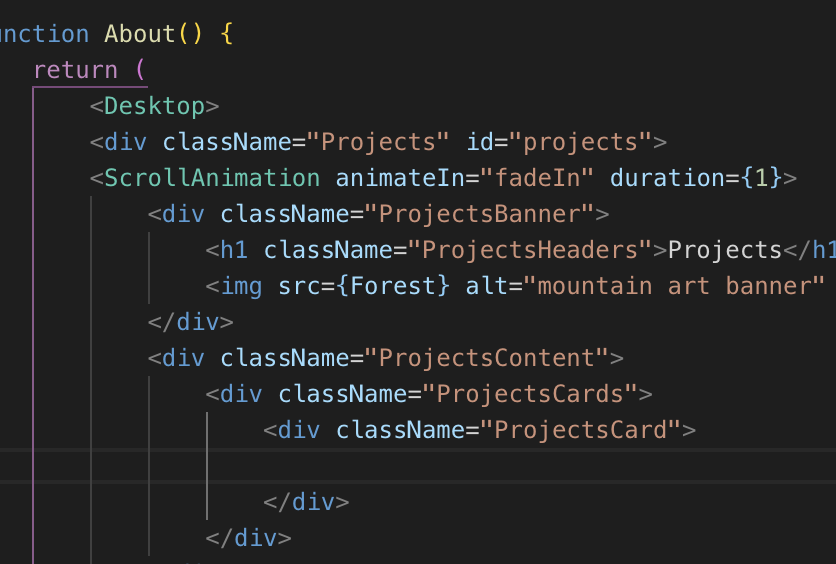 unction About() {
return (
<Desktop>
<div className="Projects" id="projects">
<ScrollAnimation animateIn="fadeIn" duration={1}>
<div className="ProjectsBanner">
<h1 className="ProjectsHeaders">Projects</h1
<img src={Forest} alt="mountain art banner"
</div>
<div className="ProjectsContent">
<div className="ProjectsCards">
<div className="ProjectsCard">
</div>
</div>